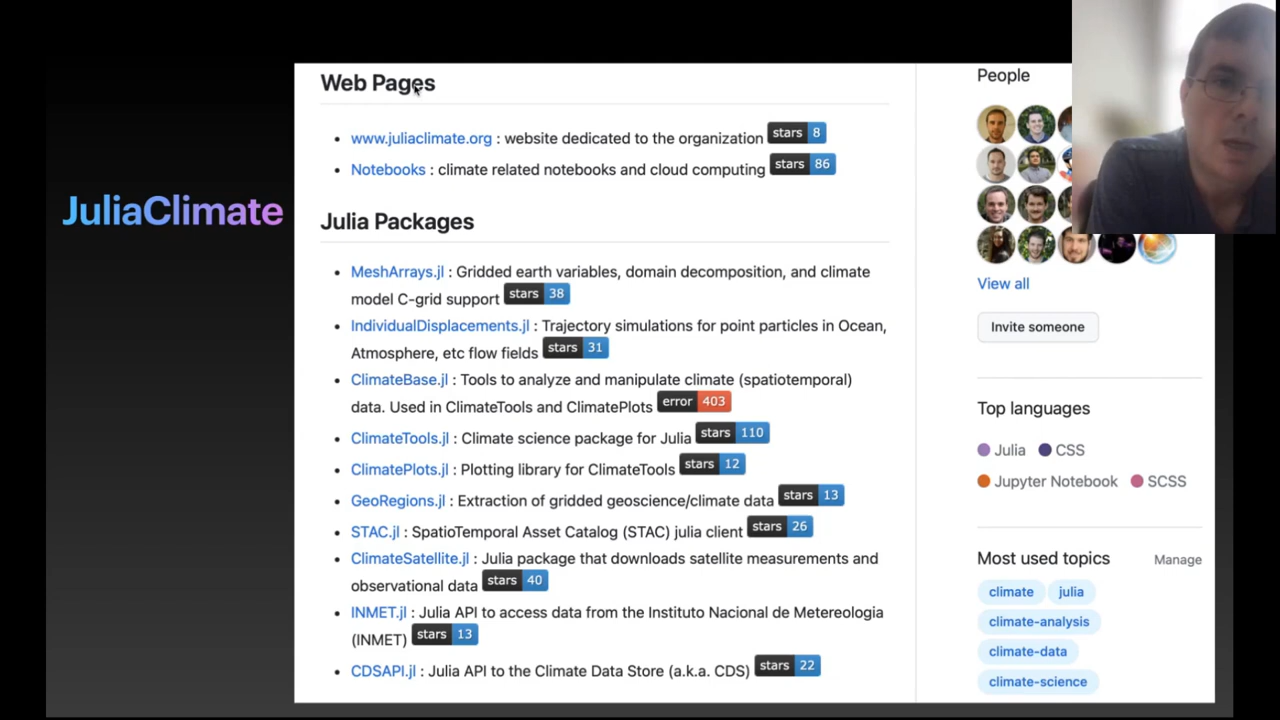 JuliaClimate
Web Pages
www.juliaclimate.org : website dedicated to the organization stars 8
Notebooks : climate related notebooks and cloud computing stars 86
Julia Packages
MeshArrays.jl : Gridded earth variables, domain decomposition, and climate
model C-grid support stars 38
IndividualDisplacements.jl : Trajectory simulations for point particles in Ocean,
Atmosphere, etc flow fields stars 31
ClimateBase.jl : Tools to analyze and manipulate climate (spatiotemporal)
data. Used in ClimateTools and ClimatePlots error 403
ClimateTools.jl : Climate science package for Julia stars 110
ClimatePlots.jl : Plotting library for ClimateTools stars 12
GeoRegions.jl : Extraction of gridded geoscience/climate data stars 13
STAC.jl : SpatioTemporal Asset Catalog (STAC) julia client stars 26
ClimateSatellite.jl : Julia package that downloads satellite measurements and
observational data stars 40
INMET.jl : Julia API to access data from the Instituto Nacional de Metereologia
(INMET) stars 13
CDSAPI.jl : Julia API to the Climate Data Store (a.k.a. CDS) stars 22
People
View all
Invite someone
Top languages
Julia CSS
Jupyter Notebook SCSS
Most used topics Manage
climate julia
climate-analysis
climate-data
climate-science